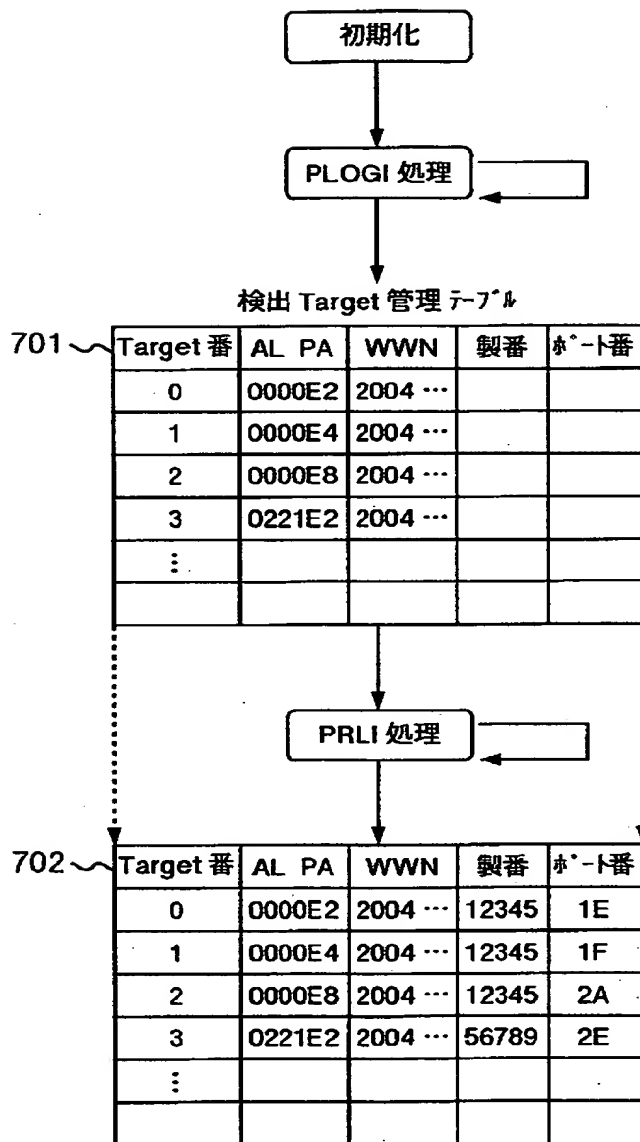 初期化
PLOGI 処理
検出 Target 管理 ﾃｰﾌﾞﾙ
701
Target 番 AL PA WWN 製番 ﾎﾟｰﾄ番
0 0000E2 2004 …
1 0000E4 2004 …
2 0000E8 2004 …
3 0221E2 2004 …
⋮
PRLI 処理
702
Target 番 AL PA WWN 製番 ﾎﾟｰﾄ番
0 0000E2 2004 … 12345 1E
1 0000E4 2004 … 12345 1F
2 0000E8 2004 … 12345 2A
3 0221E2 2004 … 56789 2E
⋮